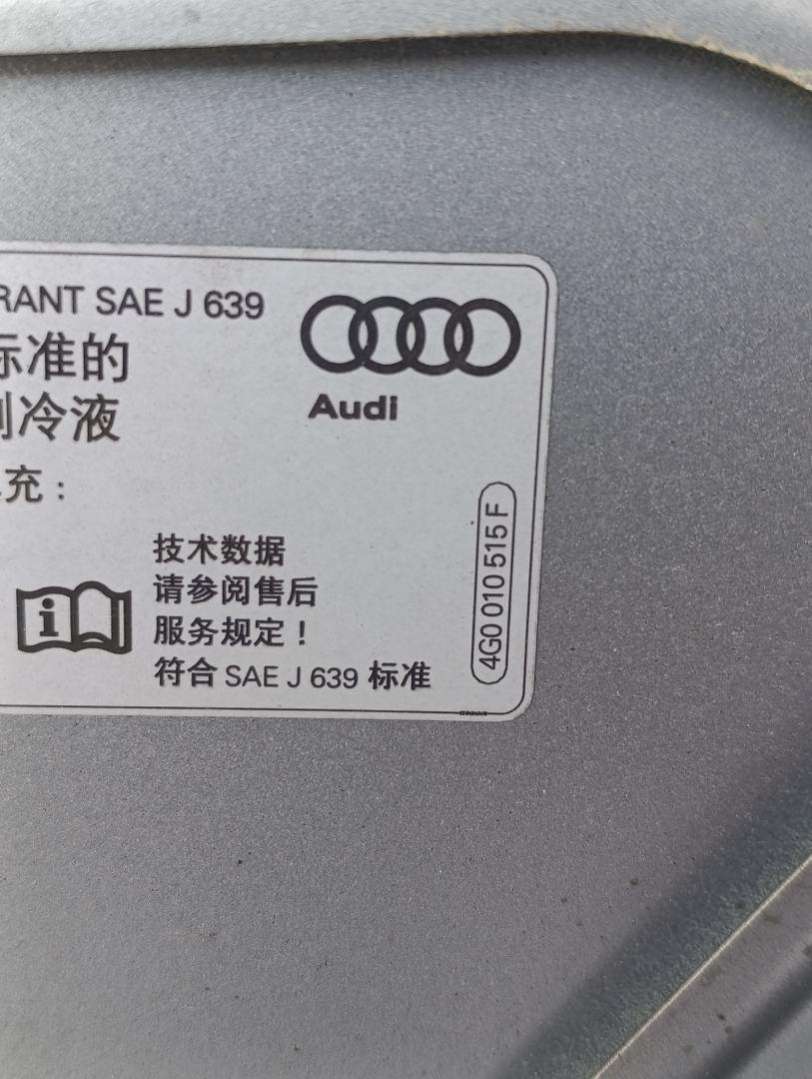 RANT SAE J 639
标准的
制冷液
充：
Audi
技术数据
请参阅售后
服务规定！
符合 SAE J 639 标准
4G0 010 515 F